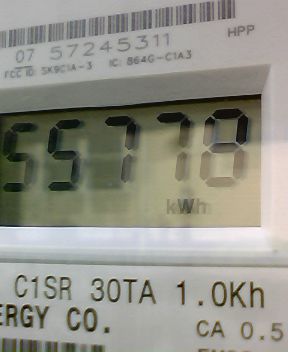 07 57245311
HPP
FCC ID: SK9C1A-3 IC: 864G-C1A3
55778
kWh
C1SR 30TA 1.0Kh
ERGY CO.
CA 0.5